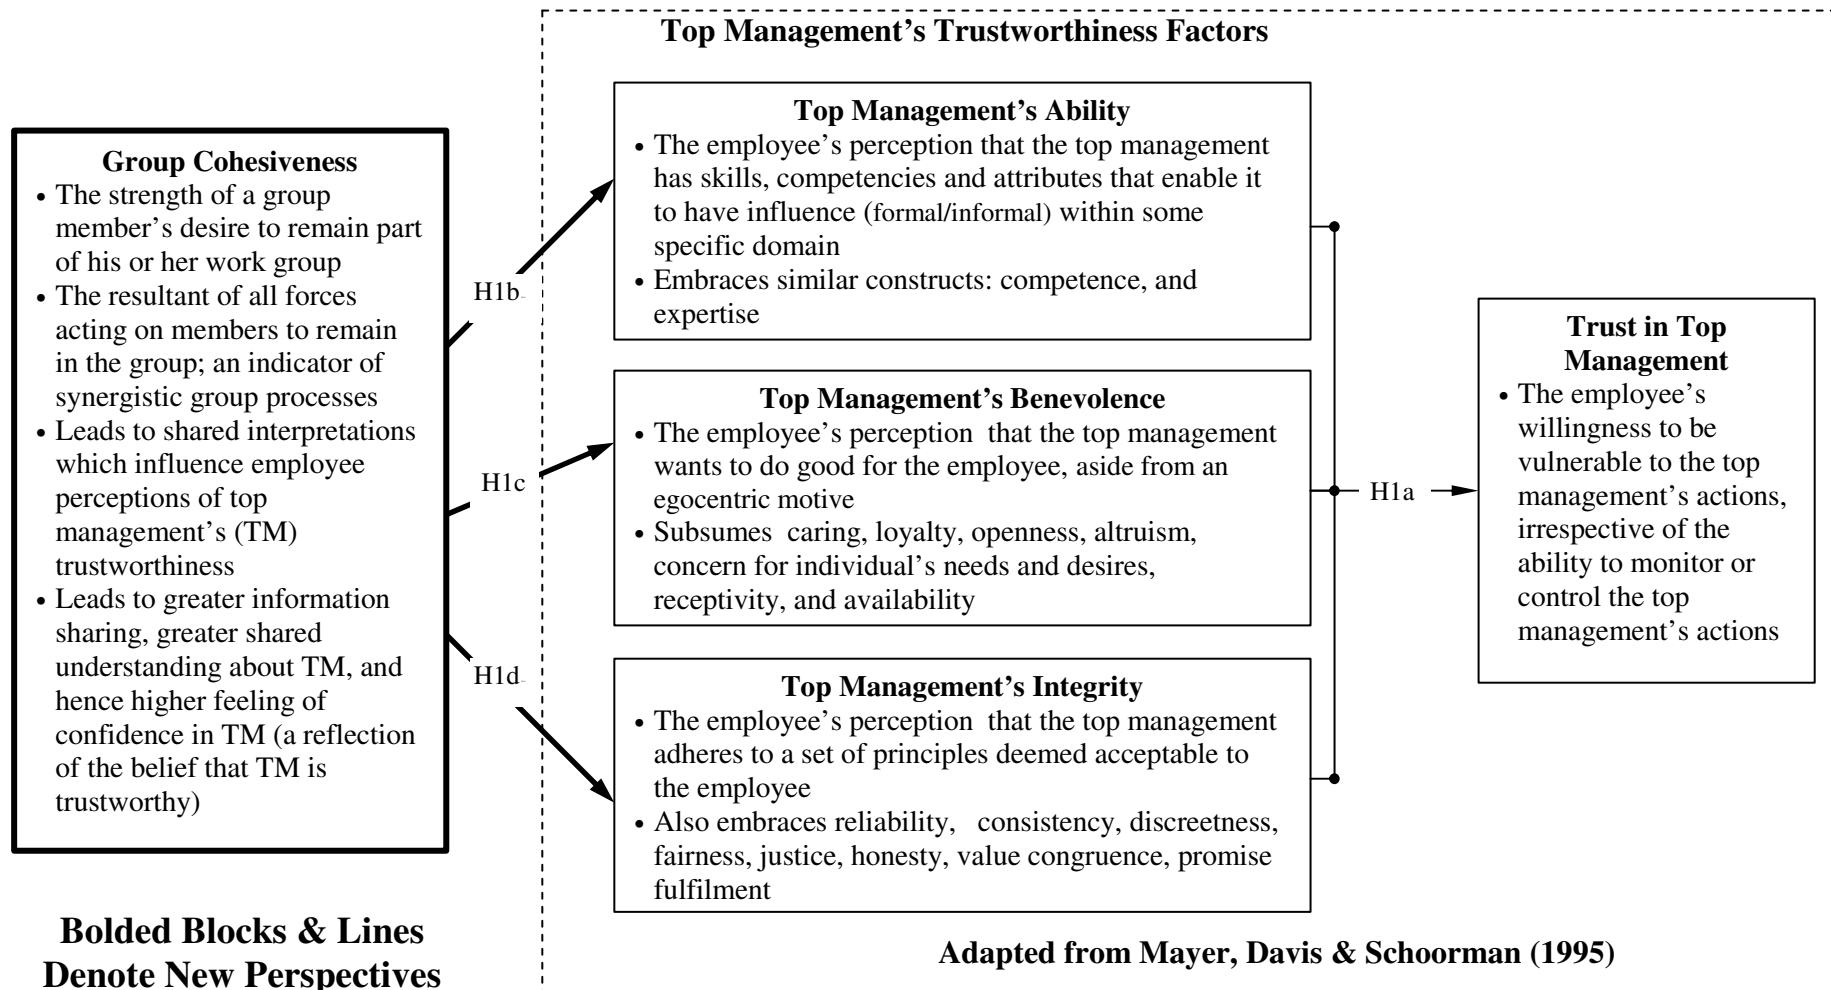 Top Management’s Trustworthiness Factors
Group Cohesiveness
• The strength of a group
member’s desire to remain part
of his or her work group
• The resultant of all forces
acting on members to remain
in the group; an indicator of
synergistic group processes
• Leads to shared interpretations
which influence employee
perceptions of top
management’s (TM)
trustworthiness
• Leads to greater information
sharing, greater shared
understanding about TM, and
hence higher feeling of
confidence in TM (a reflection
of the belief that TM is
trustworthy)
Bolded Blocks & Lines
Denote New Perspectives
H1b
H1c
H1d
Top Management’s Ability
• The employee’s perception that the top management
has skills, competencies and attributes that enable it
to have influence (formal/informal) within some
specific domain
• Embraces similar constructs: competence, and
expertise
Top Management’s Benevolence
• The employee’s perception that the top management
wants to do good for the employee, aside from an
egocentric motive
• Subsumes caring, loyalty, openness, altruism,
concern for individual’s needs and desires,
receptivity, and availability
Top Management’s Integrity
• The employee’s perception that the top management
adheres to a set of principles deemed acceptable to
the employee
• Also embraces reliability, consistency, discreetness,
fairness, justice, honesty, value congruence, promise
fulfilment
H1a
Trust in Top
Management
• The employee’s
willingness to be
vulnerable to the top
management’s actions,
irrespective of the
ability to monitor or
control the top
management’s actions
Adapted from Mayer, Davis & Schoorman (1995)